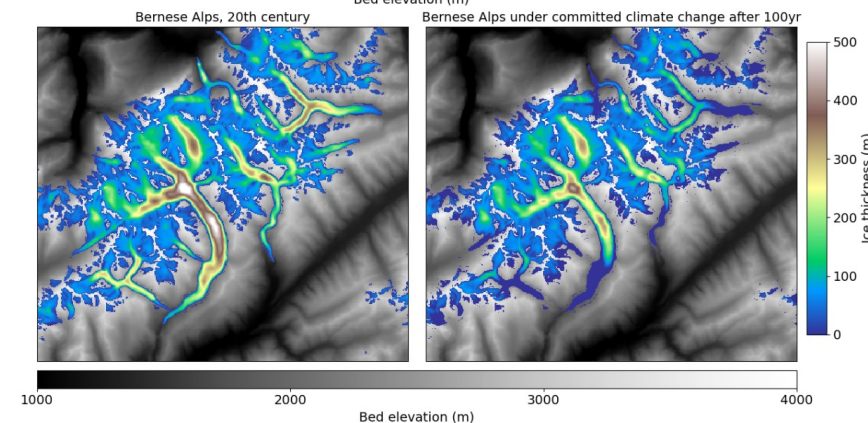 Bed elevation (m)
Bernese Alps, 20th century
Bernese Alps under committed climate change after 100yr
500
400
300
200
100
0
Ice thickness (m)
1000
2000
3000
4000
Bed elevation (m)